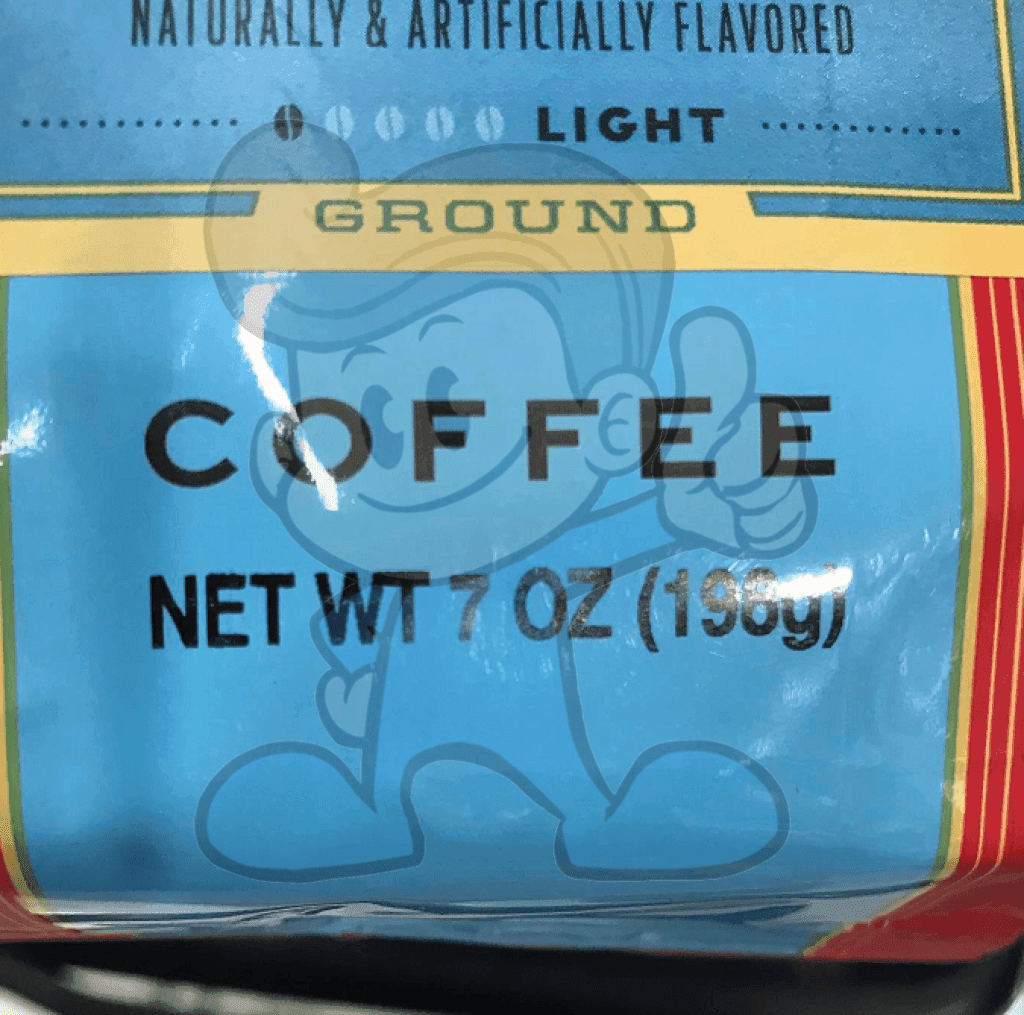 NATURALLY & ARTIFICIALLY FLAVORED
LIGHT
GROUND
COFFEE
NET WT 7 OZ (198g)